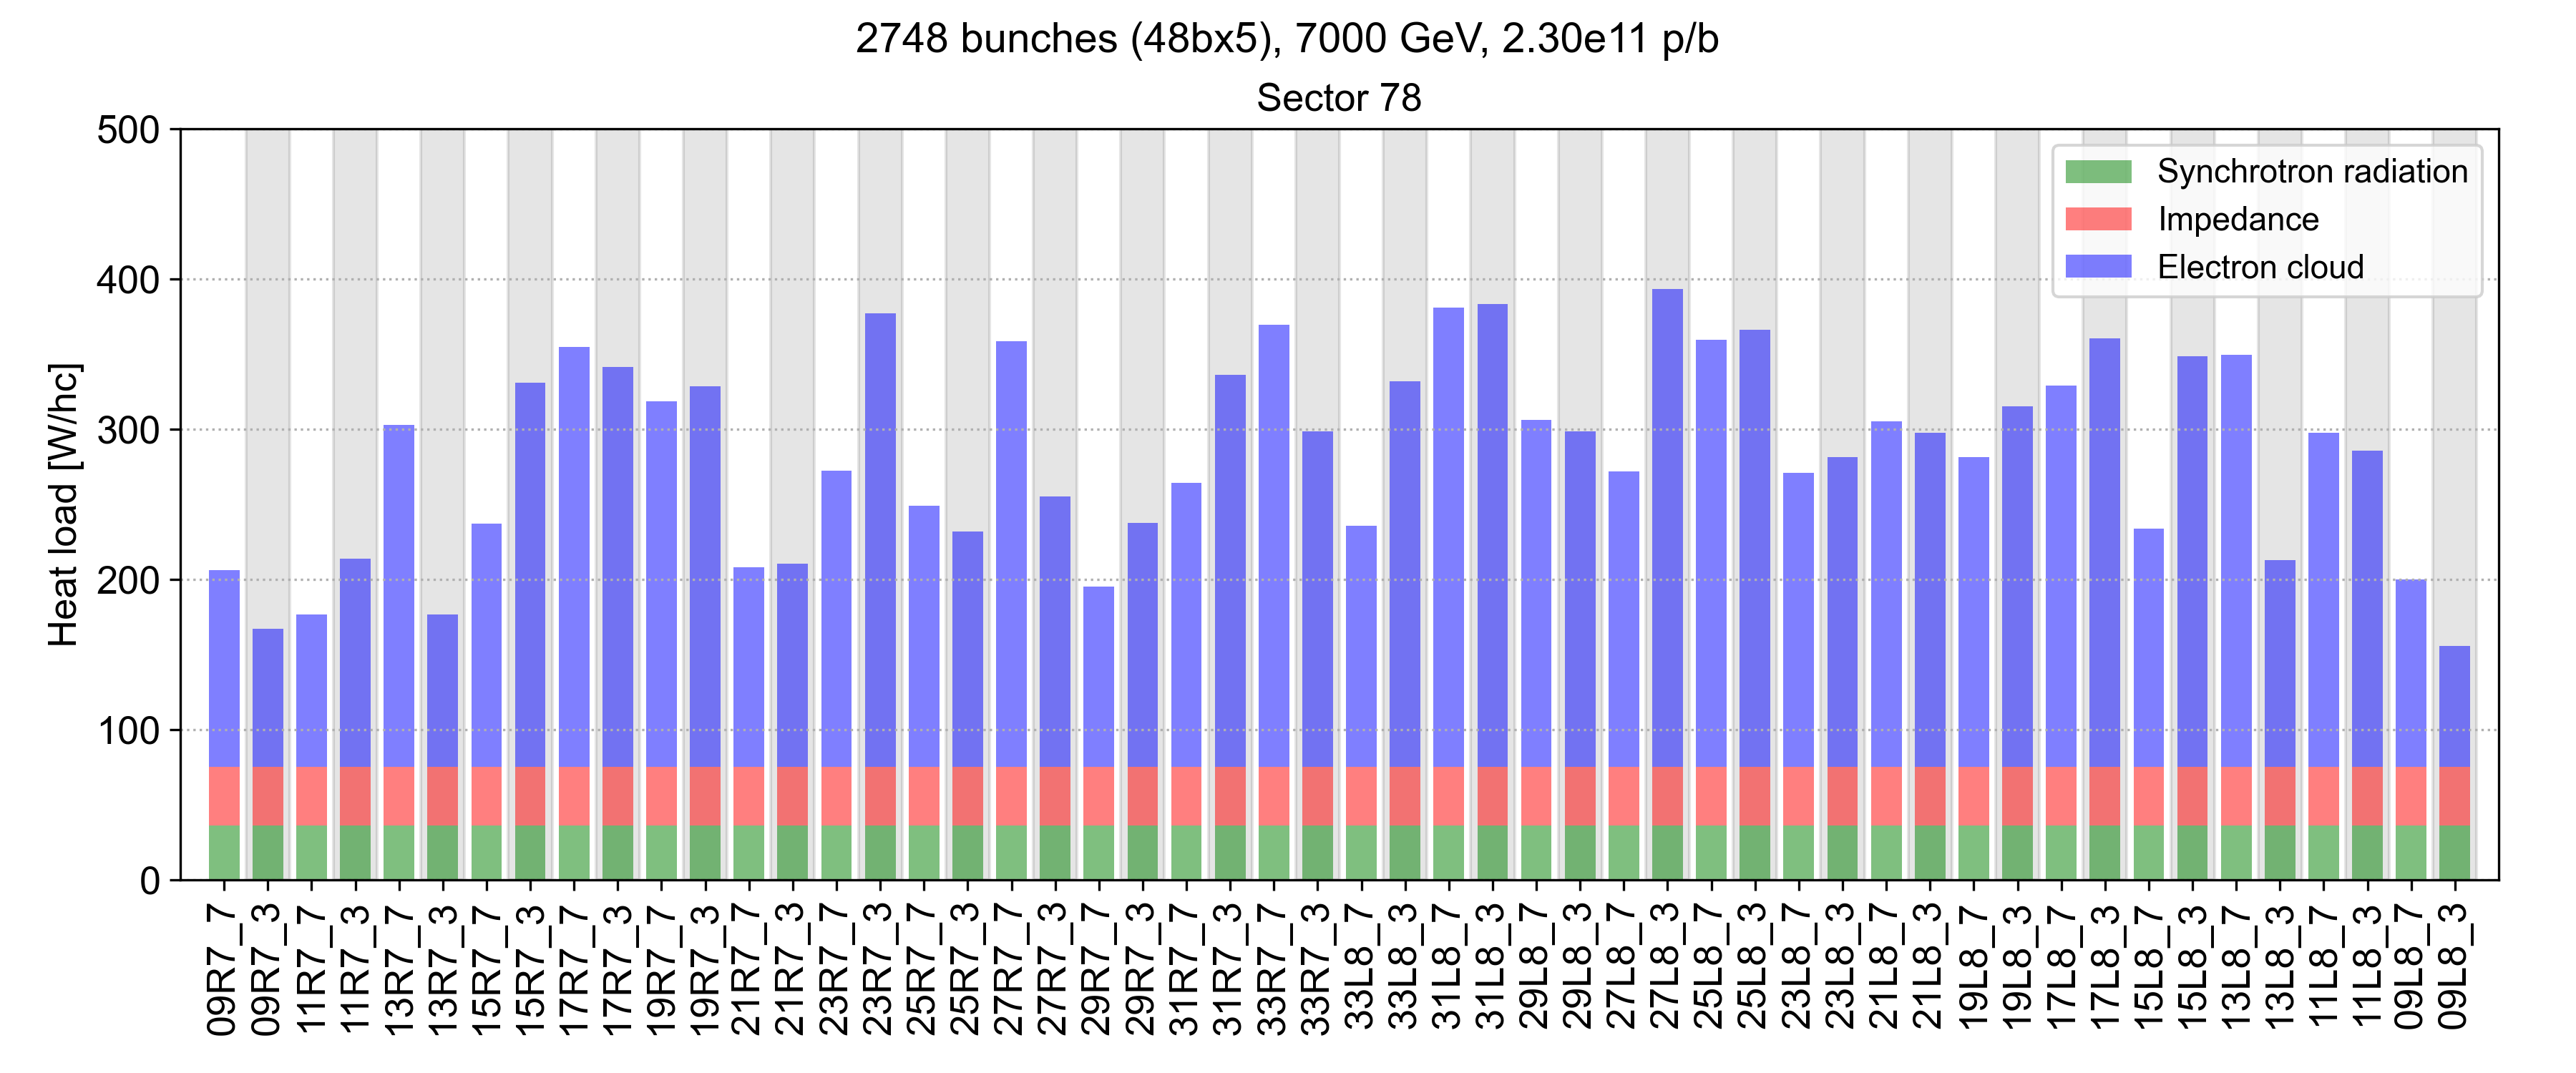 2748 bunches (48bx5), 7000 GeV, 2.30e11 p/b
Sector 78
Heat load [W/hc]
500
400
300
200
100
0
Synchrotron radiation
Impedance
Electron cloud
09R7_7
09R7_3
11R7_7
11R7_3
13R7_7
13R7_3
15R7_7
15R7_3
17R7_7
17R7_3
19R7_7
19R7_3
21R7_7
21R7_3
23R7_7
23R7_3
25R7_7
25R7_3
27R7_7
27R7_3
29R7_7
29R7_3
31R7_7
31R7_3
33R7_7
33R7_3
33L8_7
33L8_3
31L8_7
31L8_3
29L8_7
29L8_3
27L8_7
27L8_3
25L8_7
25L8_3
23L8_7
23L8_3
21L8_7
21L8_3
19L8_7
19L8_3
17L8_7
17L8_3
15L8_7
15L8_3
13L8_7
13L8_3
11L8_7
11L8_3
09L8_7
09L8_3